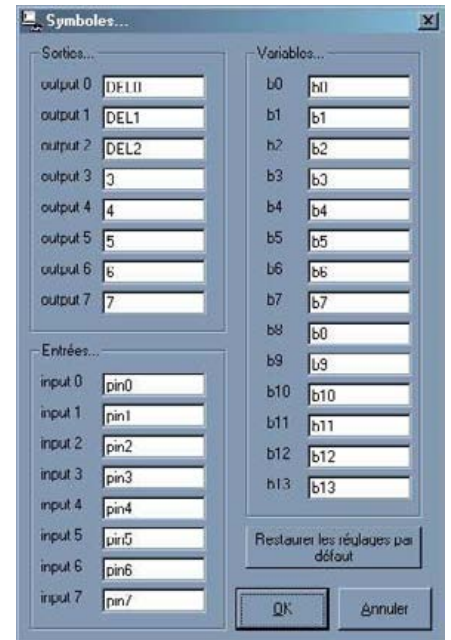 Symboles...
Sorties...
output 0 DEL0
output 1 DEL1
output 2 DEL2
output 3 3
output 4 4
output 5 5
output 6 6
output 7 7
Entrées...
input 0 pin0
input 1 pin1
input 2 pin2
input 3 pin3
input 4 pin4
input 5 pin5
input 6 pin6
input 7 pin7
Variables...
b0 b0
b1 b1
b2 b2
b3 b3
b4 b4
b5 b5
b6 b6
b7 b7
b8 b8
b9 b9
b10 b10
b11 b11
b12 b12
b13 b13
Restaurer les réglages par
défaut
OK
Annuler